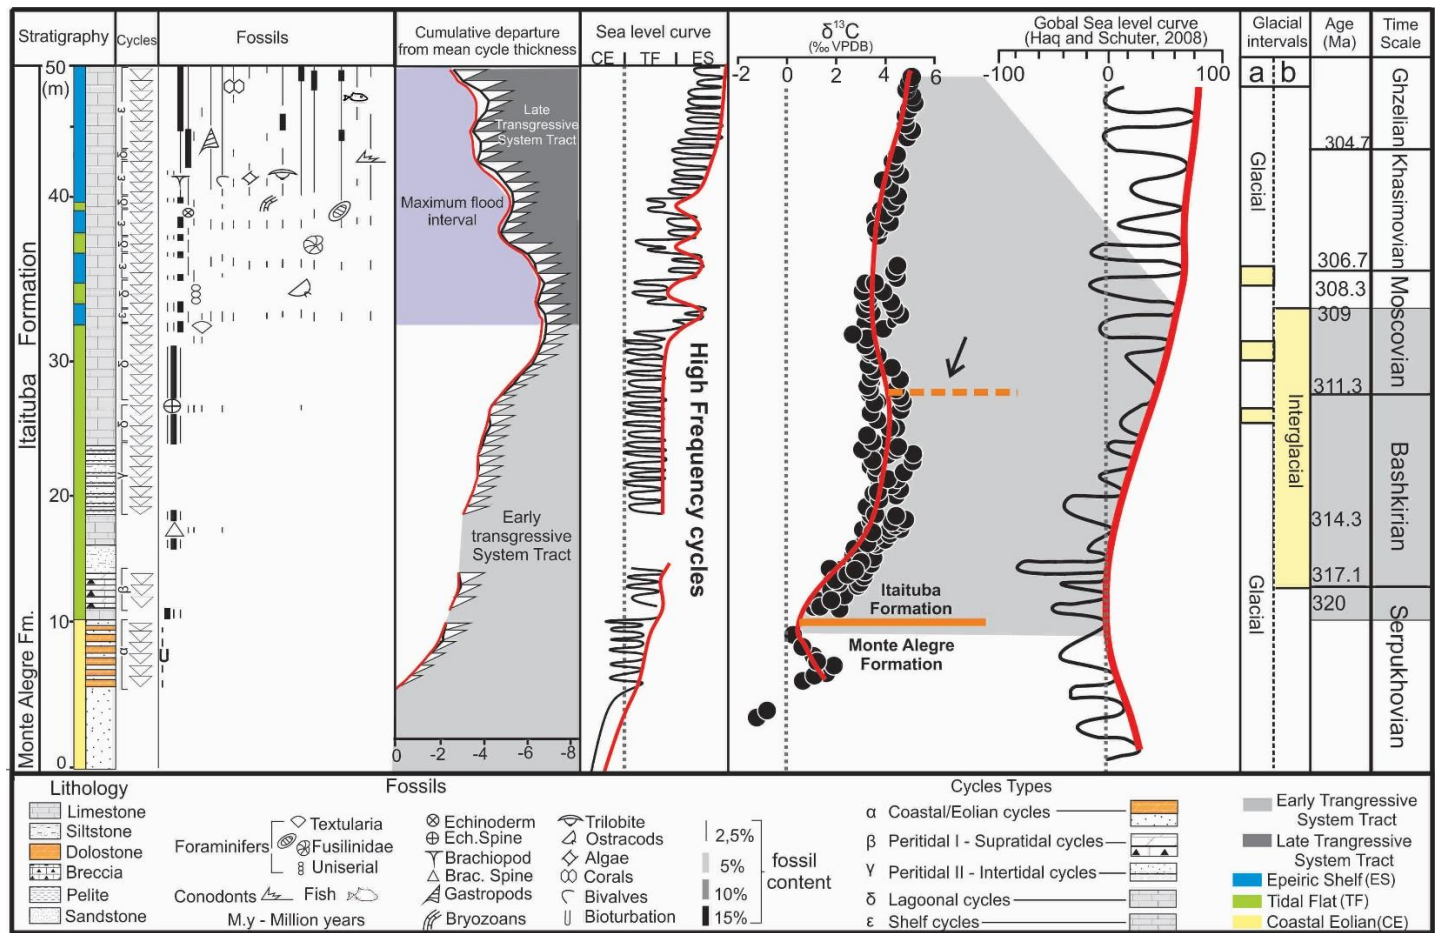 Stratigraphy
Cycles
Fossils
Cumulative departure
from mean cycle thickness
Sea level curve
CE TF ES
δ¹³C
(‰ VPDB)
-2 0 2 4 6
Gobal Sea level curve
(Haq and Schuter, 2008)
-100 0 100
Glacial
intervals
a b
Age
(Ma)
Time
Scale
50
(m)
40
30
20
10
0
Itaituba Formation
Monte Alegre Fm.
Late
Transgressive
System Tract
Maximum flood
interval
Early
transgressive
System Tract
0 -2 -4 -6 -8
High Frequency cycles
Itaituba
Formation
Monte Alegre
Formation
Glacial
Interglacial
Glacial
304.7
306.7
308.3
309
311.3
314.3
317.1
320
Ghzelian
Khasimovian
Moscovian
Bashkirian
Serpukhovian
Lithology
Limestone
Siltstone
Dolostone
Breccia
Pelite
Sandstone
Fossils
Foraminifers
Textularia
Fusilinidae
Uniserial
Conodonts
Fish
M.y - Million years
Echinoderm
Ech.Spine
Brachiopod
Brac. Spine
Gastropods
Bryozoans
Trilobite
Ostracods
Algae
Corals
Bivalves
Bioturbation
2,5%
5%
10%
15%
fossil
content
Cycles Types
α Coastal/Eolian cycles
β Peritidal I - Supratidal cycles
γ Peritidal II - Intertidal cycles
δ Lagoonal cycles
ε Shelf cycles
Early Trangressive
System Tract
Late Trangressive
System Tract
Epeiric Shelf (ES)
Tidal Flat (TF)
Coastal Eolian(CE)